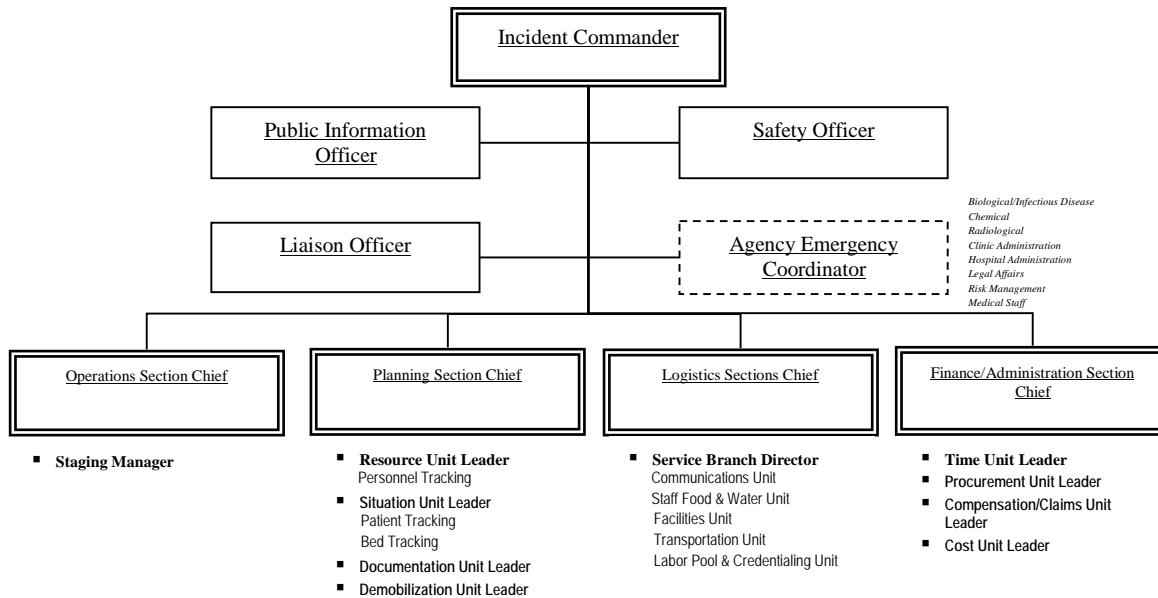 Incident Commander
Public Information
Officer
Safety Officer
Liaison Officer
Agency Emergency
Coordinator
Biological/Infectious Disease
Chemical
Radiological
Clinic Administration
Hospital Administration
Legal Affairs
Risk Management
Medical Staff
Operations Section Chief
▪ Staging Manager
Planning Section Chief
▪ Resource Unit Leader
Personnel Tracking
▪ Situation Unit Leader
Patient Tracking
Bed Tracking
▪ Documentation Unit Leader
▪ Demobilization Unit Leader
Logistics Sections Chief
▪ Service Branch Director
Communications Unit
Staff Food & Water Unit
Facilities Unit
Transportation Unit
Labor Pool & Credentialing Unit
Finance/Administration Section
Chief
▪ Time Unit Leader
▪ Procurement Unit Leader
▪ Compensation/Claims Unit
Leader
▪ Cost Unit Leader